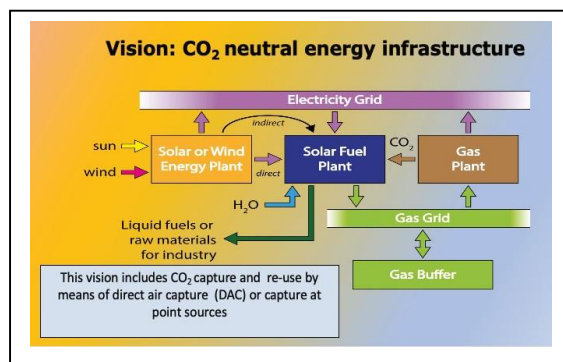 Vision: CO₂ neutral energy infrastructure
Electricity Grid
indirect
sun
wind
Solar or Wind
Energy Plant
direct
Solar Fuel
Plant
CO₂
Gas
Plant
H₂O
Gas Grid
Liquid fuels or
raw materials
for industry
Gas Buffer
This vision includes CO₂ capture and re-use by
means of direct air capture (DAC) or capture at
point sources